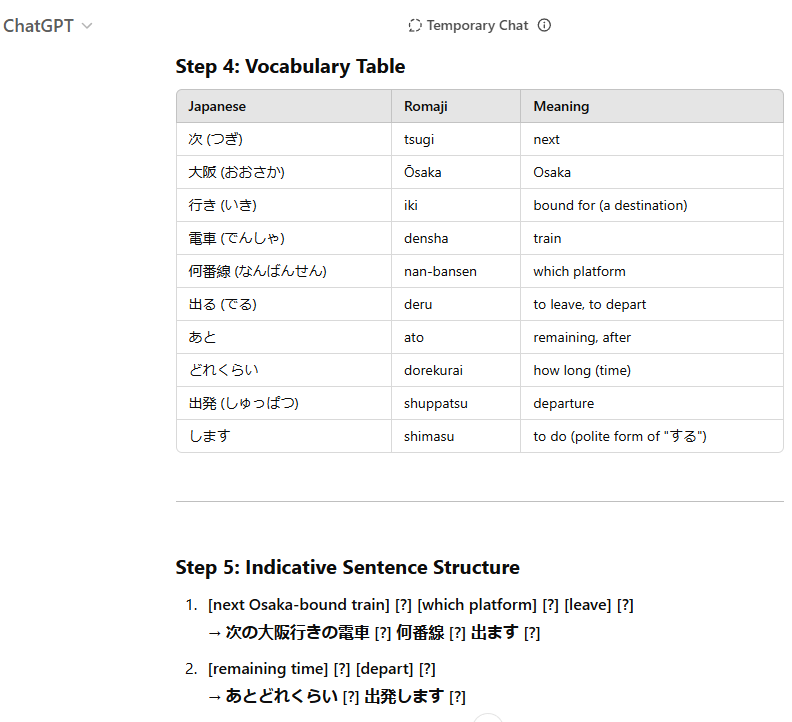 ChatGPT
Temporary Chat
Step 4: Vocabulary Table
Japanese Romaji Meaning
次 (つぎ) tsugi next
大阪 (おおさか) Ōsaka Osaka
行き (いき) iki bound for (a destination)
電車 (でんしゃ) densha train
何番線 (なんばんせん) nan-bansen which platform
出る (でる) deru to leave, to depart
あと ato remaining, after
どれくらい dorekurai how long (time)
出発 (しゅっぱつ) shuppatsu departure
します shimasu to do (polite form of "する")
Step 5: Indicative Sentence Structure
1. [next Osaka-bound train] [?] [which platform] [?] [leave] [?]
→ 次の大阪行きの電車 [?] 何番線 [?] 出ます [?]
2. [remaining time] [?] [depart] [?]
→ あとどれくらい [?] 出発します [?]